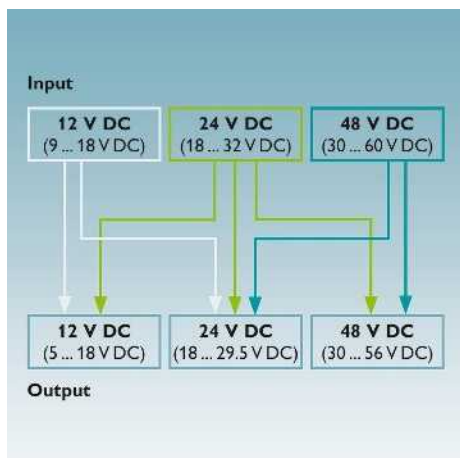 Input
12 V DC
(9 ... 18 V DC)
24 V DC
(18 ... 32 V DC)
48 V DC
(30 ... 60 V DC)
12 V DC
(5 ... 18 V DC)
24 V DC
(18 ... 29.5 V DC)
48 V DC
(30 ... 56 V DC)
Output